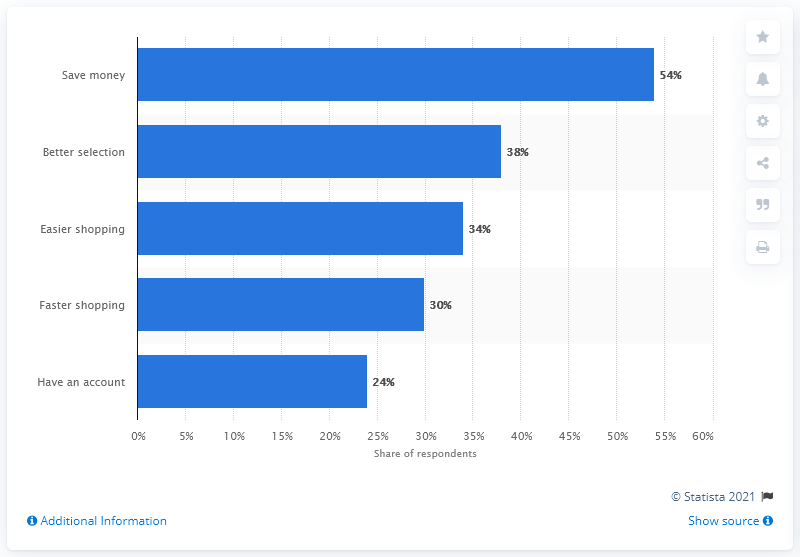 Save money
54%
Better selection
38%
Easier shopping
34%
Faster shopping
30%
Have an account
24%
0% 5% 10% 15% 20% 25% 30% 35% 40% 45% 50% 55% 60%
Share of respondents
© Statista 2021
Additional Information
Show source